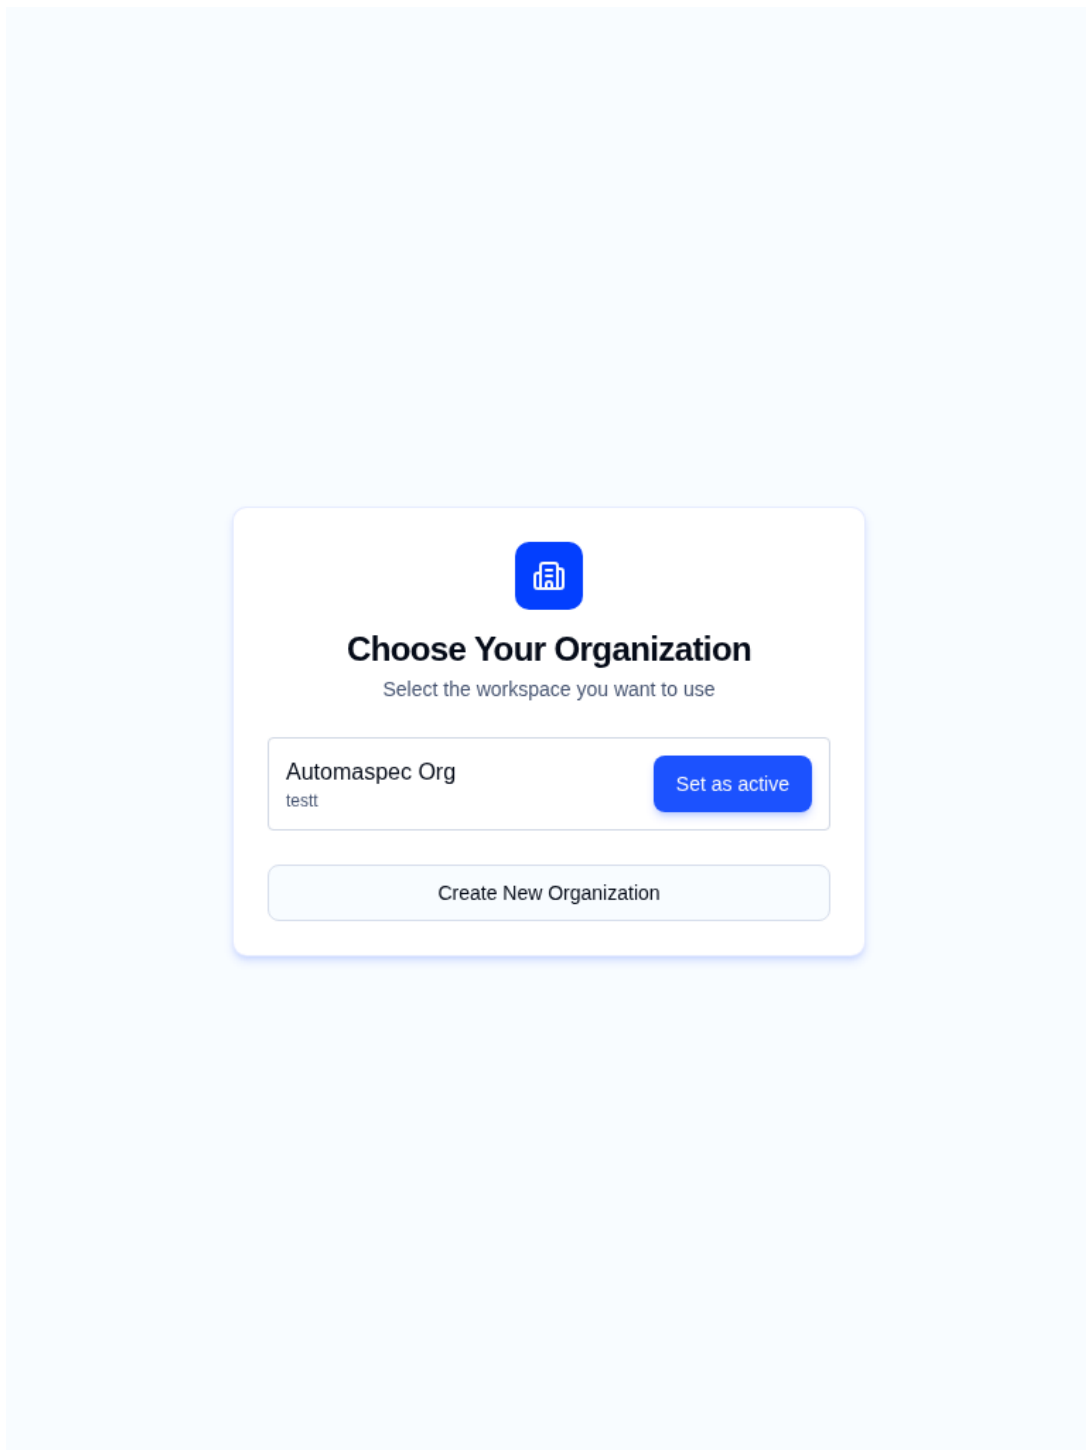 Choose Your Organization
Select the workspace you want to use
Automaspec Org
testt
Set as active
Create New Organization